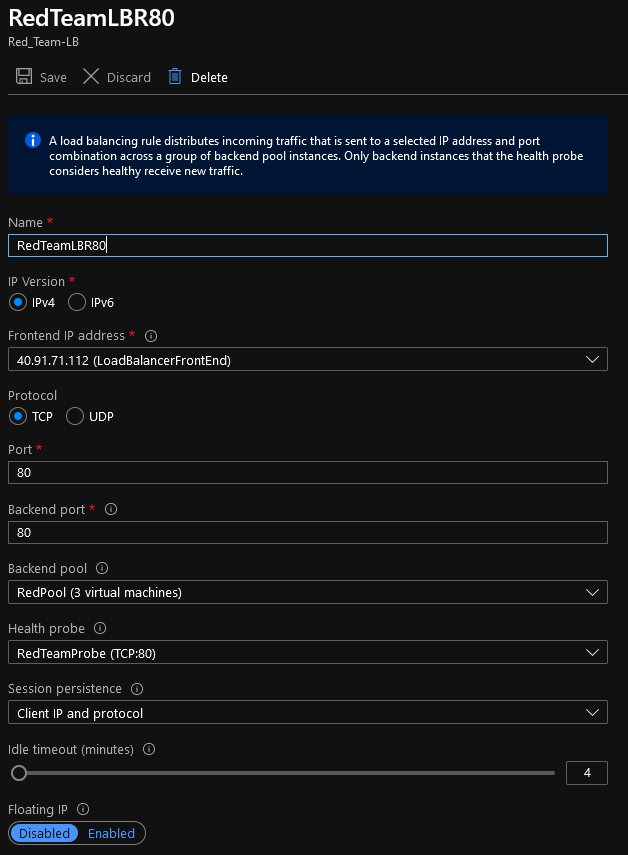 RedTeamLBR80
Red_Team-LB
Save Discard Delete
A load balancing rule distributes incoming traffic that is sent to a selected IP address and port
combination across a group of backend pool instances. Only backend instances that the health probe
considers healthy receive new traffic.
Name *
RedTeamLBR80
IP Version *
IPv4 IPv6
Frontend IP address *
40.91.71.112 (LoadBalancerFrontEnd)
Protocol
TCP UDP
Port *
80
Backend port *
80
Backend pool
RedPool (3 virtual machines)
Health probe
RedTeamProbe (TCP:80)
Session persistence
Client IP and protocol
Idle timeout (minutes)
4
Floating IP
Disabled Enabled